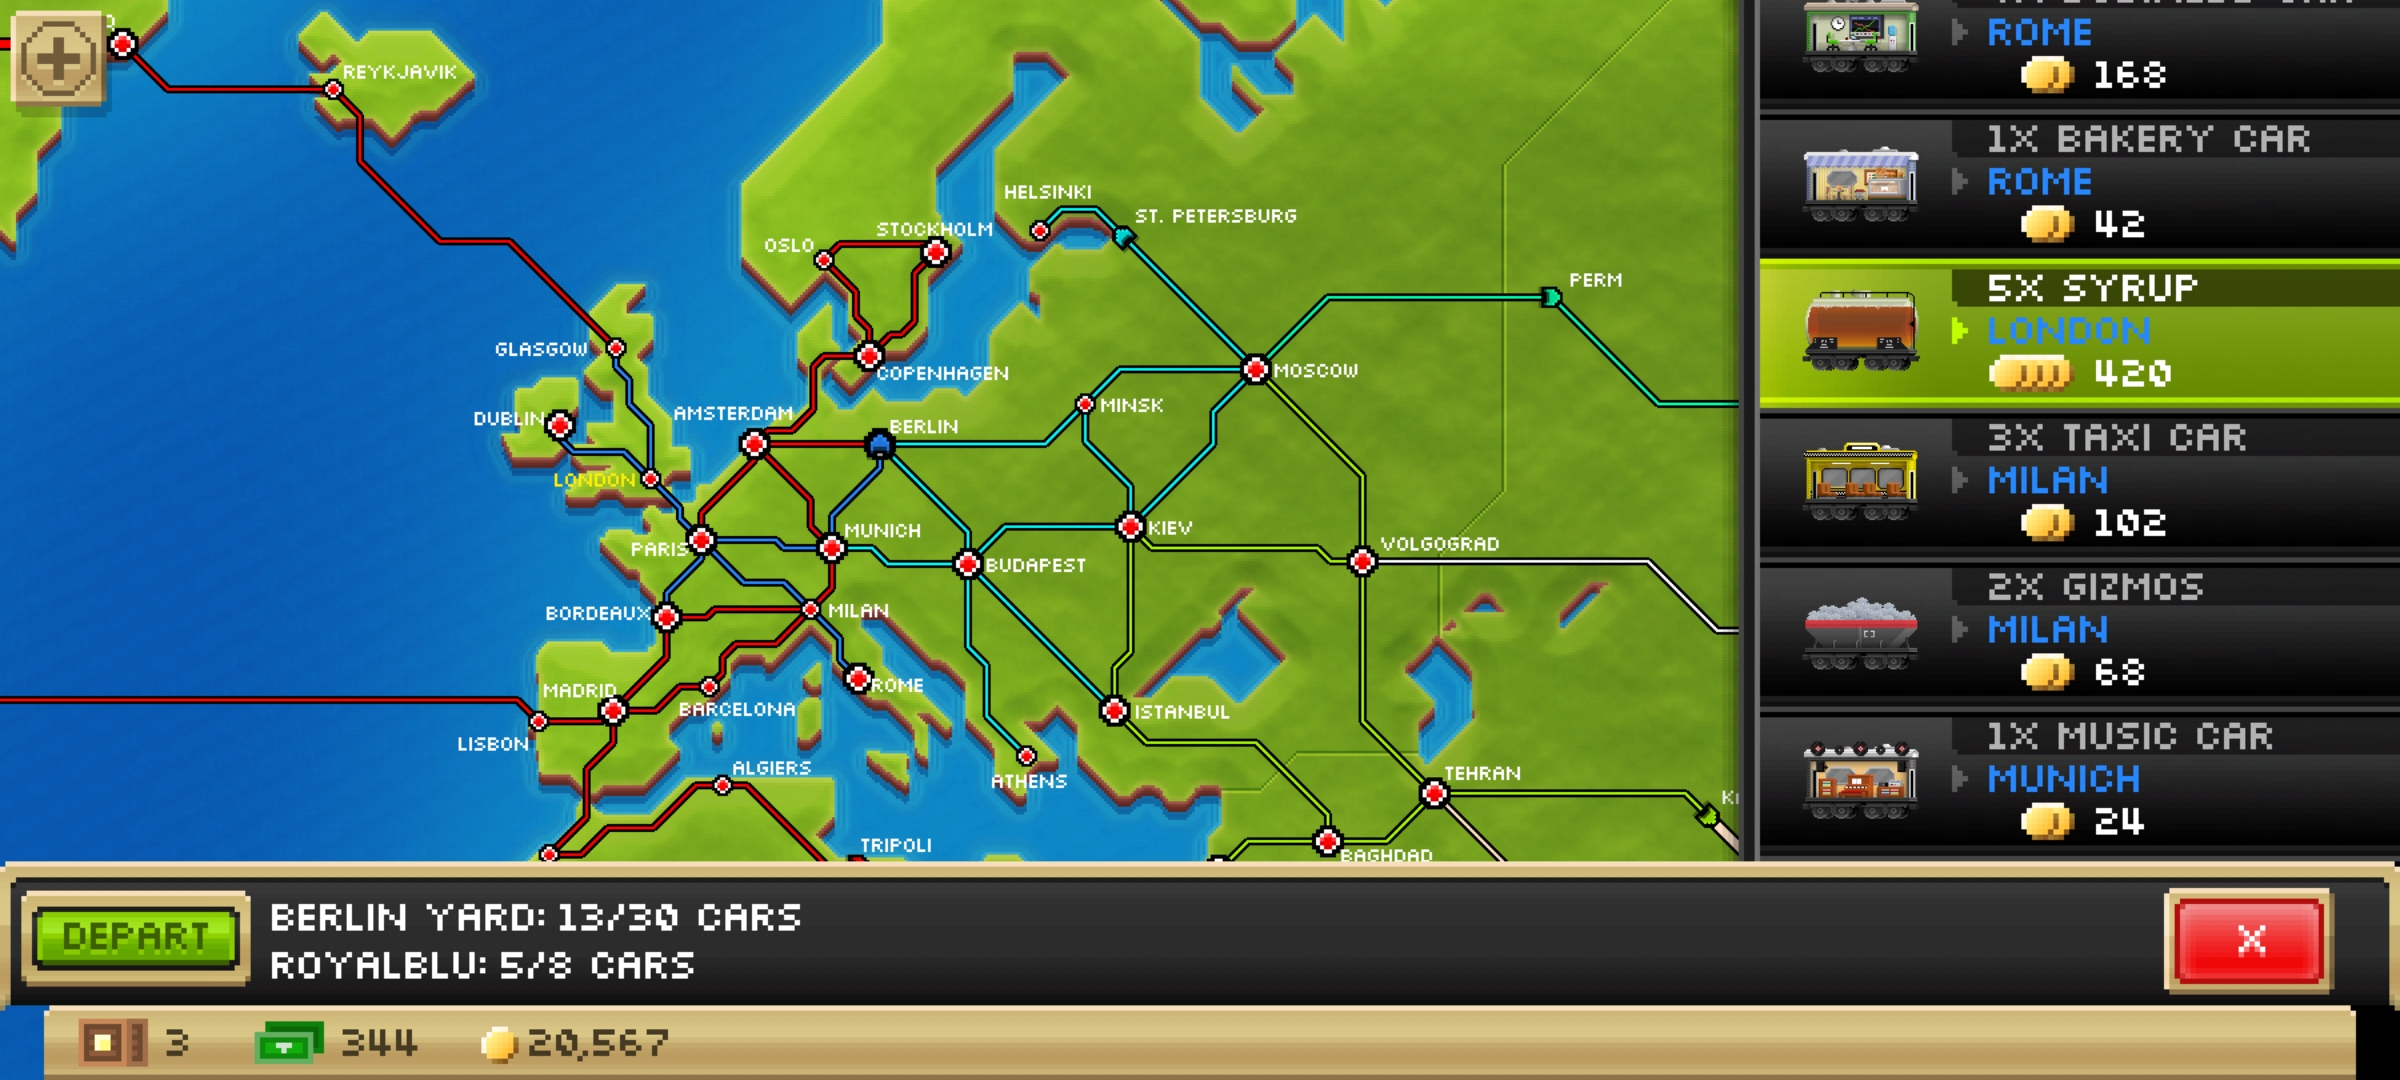 REYKJAVIK
HELSINKI
ST. PETERSBURG
STOCKHOLM
OSLO
PERM
GLASGOW
COPENHAGEN
MOSCOW
AMSTERDAM
MINSK
DUBLIN
BERLIN
LONDON
MUNICH
KIEV
PARIS
VOLGOGRAD
BUDAPEST
BORDEAUX
MILAN
MADRID
ROME
BARCELONA
ISTANBUL
LISBON
ALGIERS
ATHENS
TEHRAN
TRIPOLI
BAGHDAD
ROME
168
1X BAKERY CAR
ROME
42
5X SYRUP
LONDON
420
3X TAXI CAR
MILAN
102
2X GIZMOS
MILAN
68
1X MUSIC CAR
MUNICH
24
DEPART
BERLIN YARD: 13/30 CARS
ROYALBLU: 5/8 CARS
X
3
344
20,567